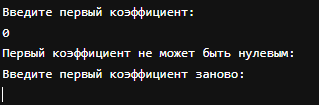 Введите первый коэффициент:
0
Первый коэффициент не может быть нулевым:
Введите первый коэффициент заново: